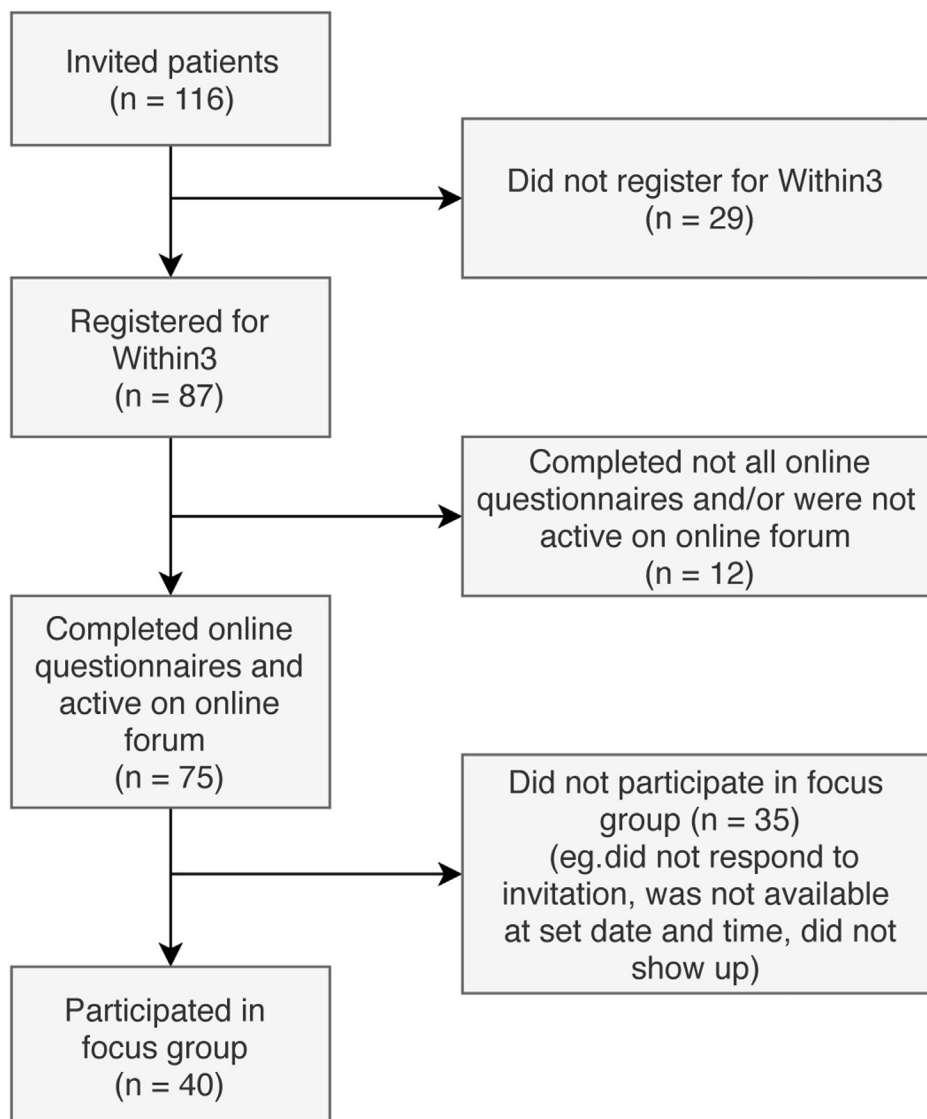 Invited patients
(n = 116)
Did not register for Within3
(n = 29)
Registered for
Within3
(n = 87)
Completed not all online
questionnaires and/or were not
active on online forum
(n = 12)
Completed online
questionnaires and
active on online
forum
(n = 75)
Did not participate in focus
group (n = 35)
(eg.did not respond to
invitation, was not available
at set date and time, did not
show up)
Participated in
focus group
(n = 40)